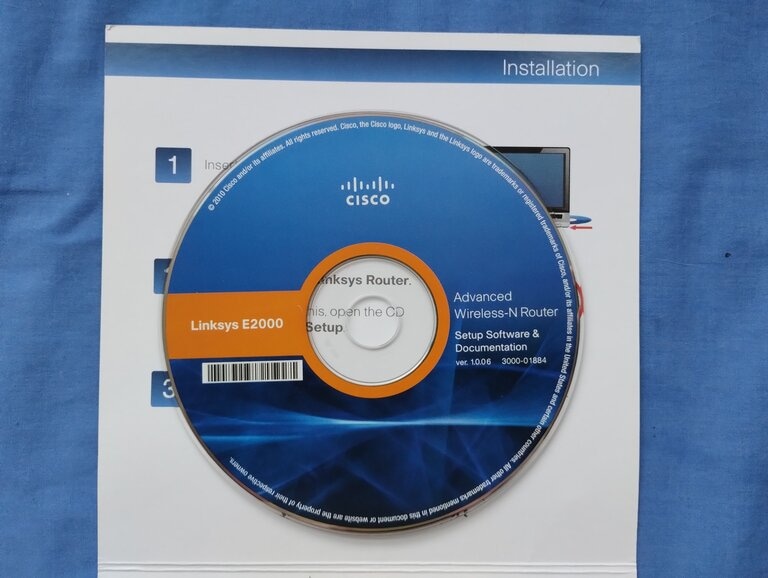 Installation
1
© 2010 Cisco and/or its affiliates. All rights reserved. Cisco, the Cisco logo, Linksys and the Linksys logo are trademarks or registered trademarks of Cisco, and/or its affiliates in the United States and certain other countries. All other trademarks mentioned in this document or website are the property of their respective owners.
CISCO
Router.
open the CD
Setup
Linksys E2000
Advanced
Wireless-N Router
Setup Software &
Documentation
ver. 1.0.06 3000-01884
3